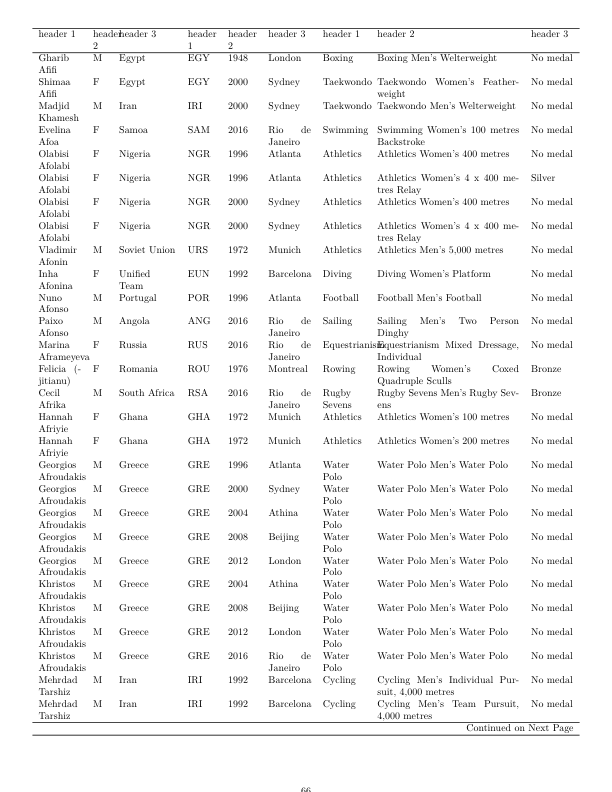 header 1 header 2 header 3 header 1 header 2 header 3 header 1 header 2 header 3
Gharib Afifi M Egypt EGY 1948 London Boxing Boxing Men's Welterweight No medal
Shimaa Afifi F Egypt EGY 2000 Sydney Taekwondo Taekwondo Women's Feather-weight No medal
Madjid Khamesh M Iran IRI 2000 Sydney Taekwondo Taekwondo Men's Welterweight No medal
Evelina Afoa F Samoa SAM 2016 Rio de Janeiro Swimming Swimming Women's 100 metres Backstroke No medal
Olabisi Afolabi F Nigeria NGR 1996 Atlanta Athletics Athletics Women's 400 metres No medal
Olabisi Afolabi F Nigeria NGR 1996 Atlanta Athletics Athletics Women's 4 x 400 me-tres Relay Silver
Olabisi Afolabi F Nigeria NGR 2000 Sydney Athletics Athletics Women's 400 metres No medal
Olabisi Afolabi F Nigeria NGR 2000 Sydney Athletics Athletics Women's 4 x 400 me-tres Relay No medal
Vladimir Afonin M Soviet Union URS 1972 Munich Athletics Athletics Men's 5,000 metres No medal
Inha Afonina F Unified Team EUN 1992 Barcelona Diving Diving Women's Platform No medal
Nuno Afonso M Portugal POR 1996 Atlanta Football Football Men's Football No medal
Paixo Afonso M Angola ANG 2016 Rio de Janeiro Sailing Sailing Men's Two Person Dinghy No medal
Marina Aframeyeva F Russia RUS 2016 Rio de Janeiro Equestrianism Equestrianism Mixed Dressage, Individual No medal
Felicia (-jitianu) F Romania ROU 1976 Montreal Rowing Rowing Women's Coxed Quadruple Sculls Bronze
Cecil Afrika M South Africa RSA 2016 Rio de Janeiro Rugby Sevens Rugby Sevens Men's Rugby Sev-ens Bronze
Hannah Afriyie F Ghana GHA 1972 Munich Athletics Athletics Women's 100 metres No medal
Hannah Afriyie F Ghana GHA 1972 Munich Athletics Athletics Women's 200 metres No medal
Georgios Afroudakis M Greece GRE 1996 Atlanta Water Polo Water Polo Men's Water Polo No medal
Georgios Afroudakis M Greece GRE 2000 Sydney Water Polo Water Polo Men's Water Polo No medal
Georgios Afroudakis M Greece GRE 2004 Athina Water Polo Water Polo Men's Water Polo No medal
Georgios Afroudakis M Greece GRE 2008 Beijing Water Polo Water Polo Men's Water Polo No medal
Georgios Afroudakis M Greece GRE 2012 London Water Polo Water Polo Men's Water Polo No medal
Khristos Afroudakis M Greece GRE 2004 Athina Water Polo Water Polo Men's Water Polo No medal
Khristos Afroudakis M Greece GRE 2008 Beijing Water Polo Water Polo Men's Water Polo No medal
Khristos Afroudakis M Greece GRE 2012 London Water Polo Water Polo Men's Water Polo No medal
Khristos Afroudakis M Greece GRE 2016 Rio de Janeiro Water Polo Water Polo Men's Water Polo No medal
Mehrdad Tarshiz M Iran IRI 1992 Barcelona Cycling Cycling Men's Individual Pur-suit, 4,000 metres No medal
Mehrdad Tarshiz M Iran IRI 1992 Barcelona Cycling Cycling Men's Team Pursuit, 4,000 metres No medal
Continued on Next Page
66